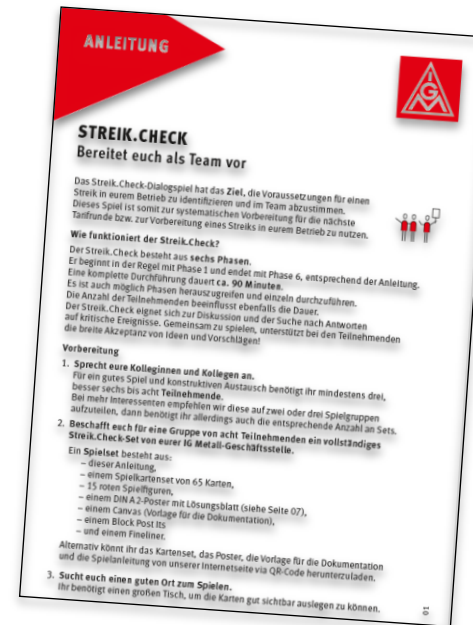 ANLEITUNG
IGM
STREIK.CHECK
Bereitet euch als Team vor
Das Streik.Check-Dialogspiel hat das Ziel, die Voraussetzungen für einen
Streik in eurem Betrieb zu identifizieren und im Team abzustimmen.
Dieses Spiel ist somit zur systematischen Vorbereitung für die nächste
Tarifrunde bzw. zur Vorbereitung eines Streiks in eurem Betrieb zu nutzen.
Wie funktioniert der Streik.Check?
Der Streik.Check besteht aus sechs Phasen.
Er beginnt in der Regel mit Phase 1 und endet mit Phase 6, entsprechend der Anleitung.
Eine komplette Durchführung dauert ca. 90 Minuten.
Es ist auch möglich Phasen herauszugreifen und einzeln durchzuführen.
Die Anzahl der Teilnehmenden beeinflusst ebenfalls die Dauer.
Der Streik.Check eignet sich zur Diskussion und der Suche nach Antworten
auf kritische Ereignisse. Gemeinsam zu spielen, unterstützt bei den Teilnehmenden
die breite Akzeptanz von Ideen und Vorschlägen!
Vorbereitung
1. Sprecht eure Kolleginnen und Kollegen an.
Für ein gutes Spiel und konstruktiven Austausch benötigt ihr mindestens drei,
besser sechs bis acht Teilnehmende.
Bei mehr Interessenten empfehlen wir diese auf zwei oder drei Spielgruppen
aufzuteilen, dann benötigt ihr allerdings auch die entsprechende Anzahl an Sets.
2. Beschafft euch für eine Gruppe von acht Teilnehmenden ein vollständiges
Streik.Check-Set von eurer IG Metall-Geschäftsstelle.
Ein Spielset besteht aus:
– dieser Anleitung,
– einem Spielkartenset von 65 Karten,
– 15 roten Spielfiguren,
– einem DIN A2-Poster mit Lösungsblatt (siehe Seite 07),
– einem Canvas (Vorlage für die Dokumentation),
– einem Block Post Its
– und einem Fineliner.
Alternativ könnt ihr das Kartenset, das Poster, die Vorlage für die Dokumentation
und die Spielanleitung von unserer Internetseite via QR-Code herunterzuladen.
3. Sucht euch einen guten Ort zum Spielen.
Ihr benötigt einen großen Tisch, um die Karten gut sichtbar auslegen zu können.
01